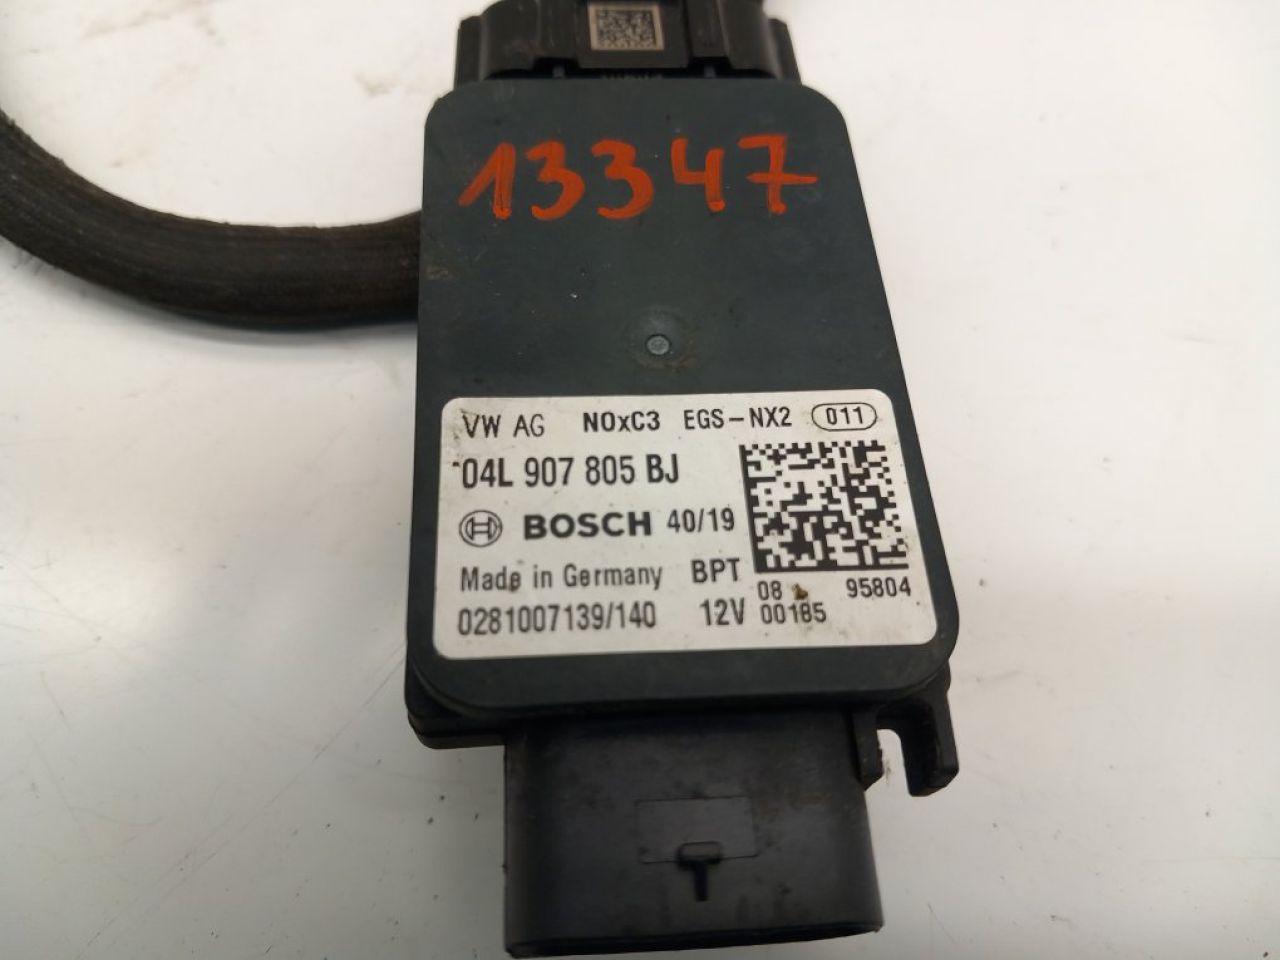 13347
VW AG NOxC3 EGS-NX2 011
04L 907 805 BJ
BOSCH 40/19
Made in Germany BPT
08 95804
0281007139/140 12V 00185